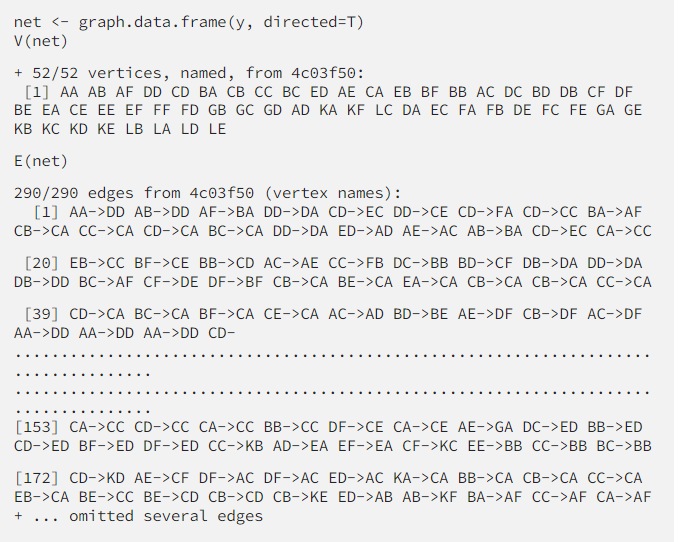 net <- graph.data.frame(y, directed=T)
V(net)
+ 52/52 vertices, named, from 4c03f50:
[1] AA AB AF DD CD BA CB CC BC ED AE CA EB BF BB AC DC BD DB CF DF
BE EA CE EE EF FF FD GB GC GD AD KA KF LC DA EC FA FB DE FC FE GA GE
KB KC KD KE LB LA LD LE
E(net)
290/290 edges from 4c03f50 (vertex names):
[1] AA->DD AB->DD AF->BA DD->DA CD->EC DD->CE CD->FA CD->CC BA->AF
CB->CA CC->CA CD->CA BC->CA DD->DA ED->AD AE->AC AB->BA CD->EC CA->CC
[20] EB->CC BF->CE BB->CD AC->AE CC->FB DC->BB BD->CF DB->DA DD->DA
DB->DD BC->AF CF->DE DF->BF CB->CA BE->CA EA->CA CB->CA CB->CA CC->CA
[39] CD->CA BC->CA BF->CA CE->CA AC->AD BD->BE AE->DF CB->DF AC->DF
AA->DD AA->DD AA->DD CD-
....................................................................
...............
....................................................................
...............
[153] CA->CC CD->CC CA->CC BB->CC DF->CE CA->CE AE->GA DC->ED BB->ED
CD->ED BF->ED DF->ED CC->KB AD->EA EF->EA CF->KC EE->BB CC->BB BC->BB
[172] CD->KD AE->CF DF->AC DF->AC ED->AC KA->CA BB->CA CB->CA CC->CA
EB->CA BE->CC BE->CD CB->CD CB->KE ED->AB AB->KF BA->AF CC->AF CA->AF
+ ... omitted several edges